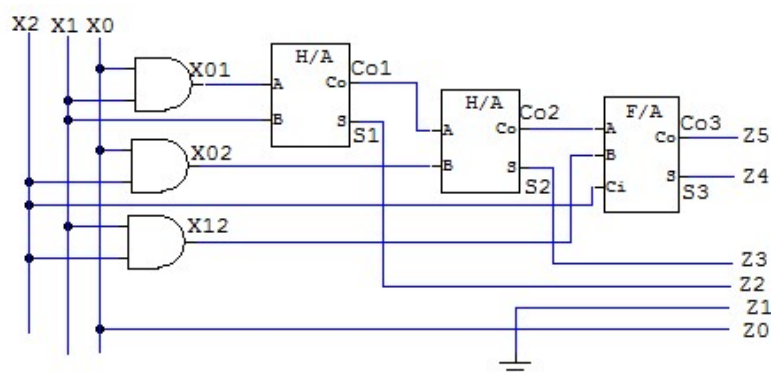 X2 X1 X0
X01
H/A
A
Co
Co1
B
S
S1
X02
H/A
A
Co
Co2
B
S
S2
X12
F/A
A
Co
Co3
B
Ci
S
S3
Z5
Z4
Z3
Z2
Z1
Z0